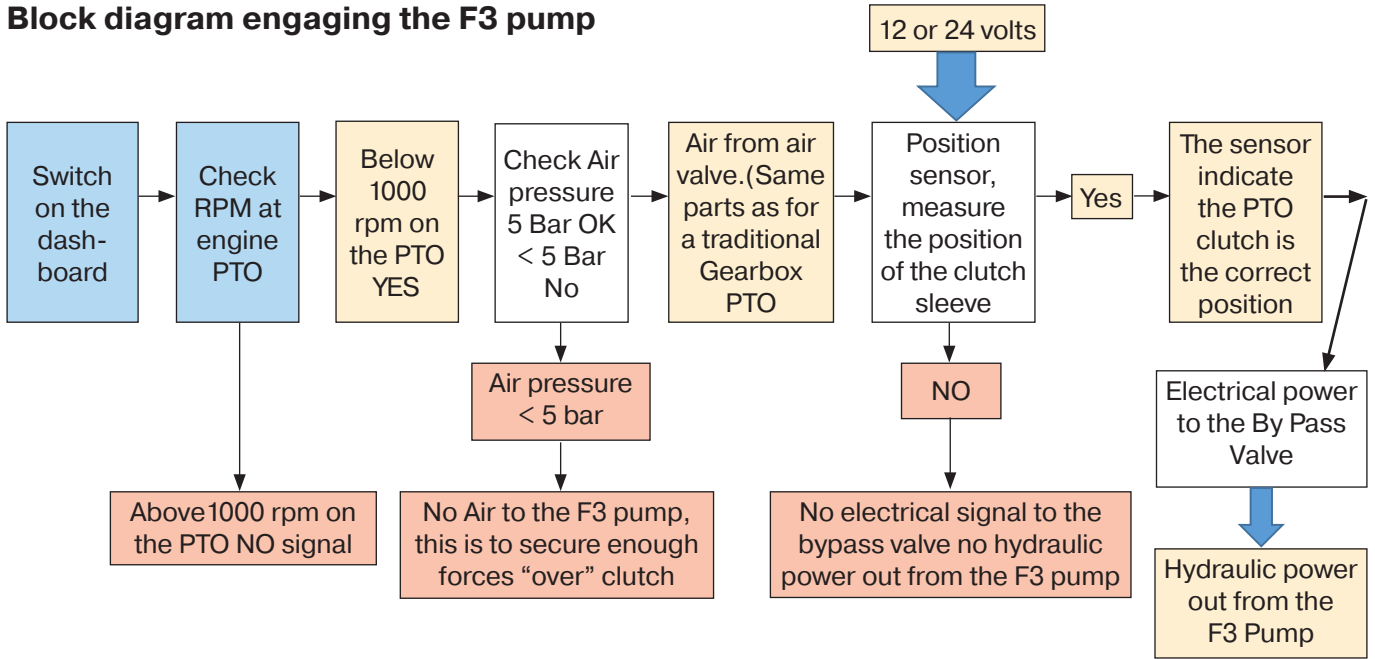 Block diagram engaging the F3 pump
12 or 24 volts
Switch
on the
dash-
board
Check
RPM at
engine
PTO
Below
1000
rpm on
the PTO
YES
Check Air
pressure
5 Bar OK
< 5 Bar
No
Air from air
valve.(Same
parts as for
a traditional
Gearbox
PTO
Position
sensor,
measure
the position
of the clutch
sleeve
Yes
The sensor
indicate
the PTO
clutch is
the correct
position
Air pressure
< 5 bar
NO
Electrical power
to the By Pass
Valve
Above 1000 rpm on
the PTO NO signal
No Air to the F3 pump,
this is to secure enough
forces “over” clutch
No electrical signal to the
bypass valve no hydraulic
power out from the F3 pump
Hydraulic power
out from the
F3 Pump